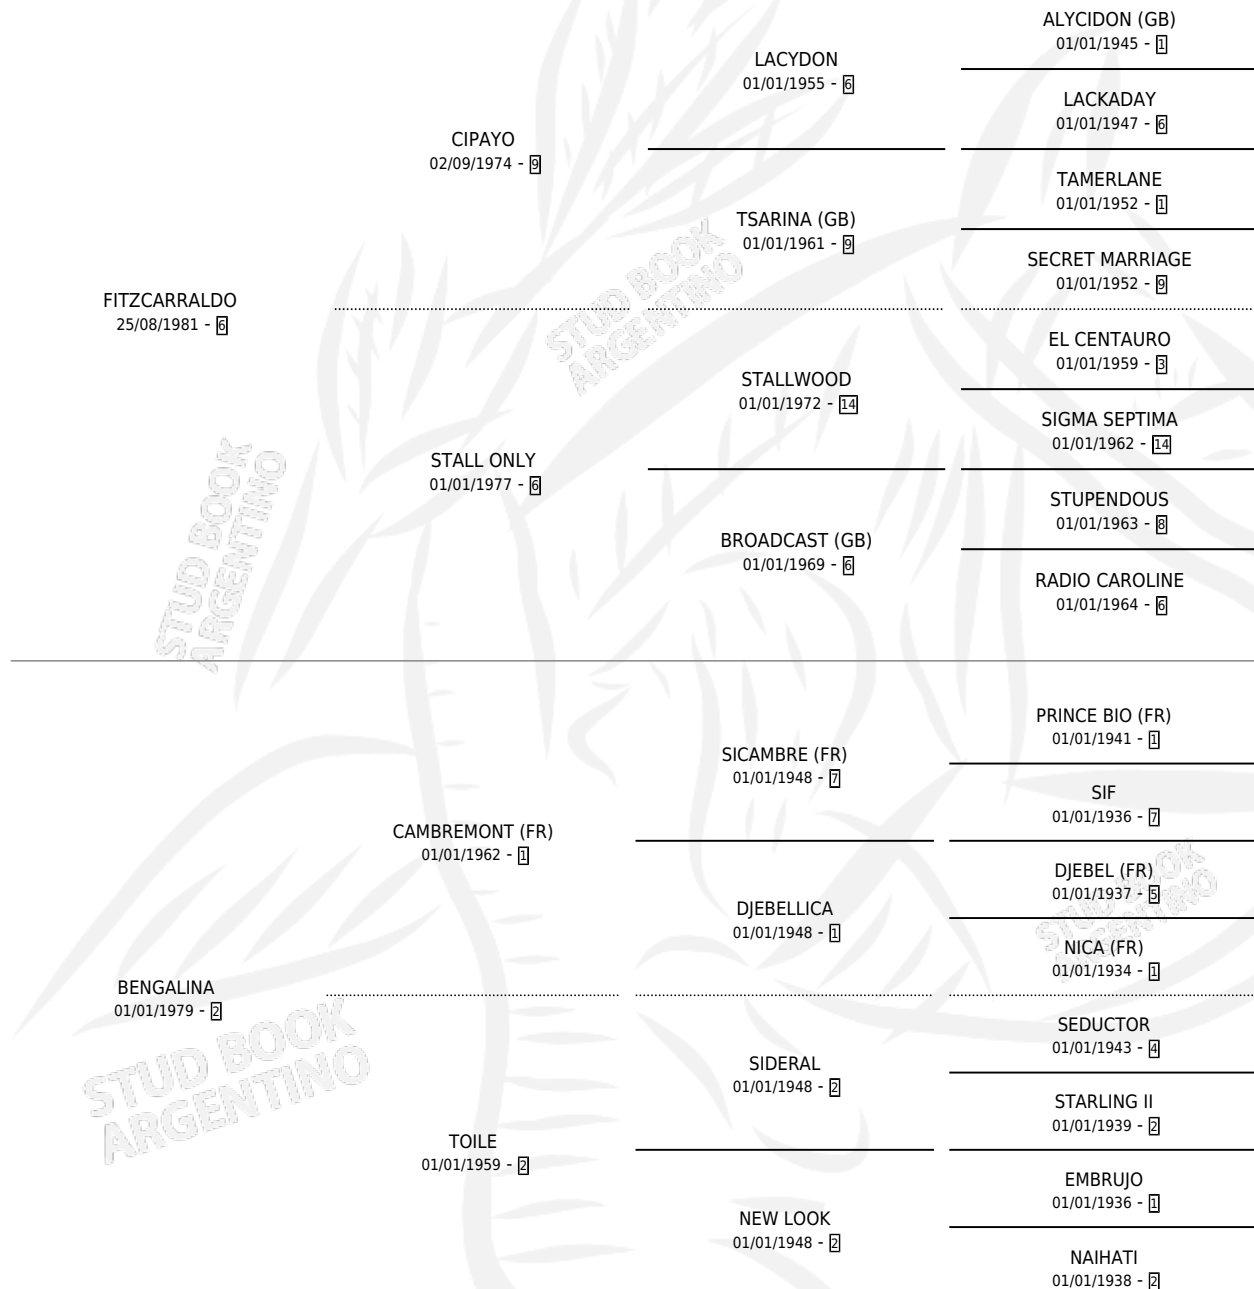 ALYCIDON (GB)
01/01/1945 - 1
LACYDON
01/01/1955 - 6
LACKADAY
01/01/1947 - 6
CIPAYO
02/09/1974 - 9
TAMERLANE
01/01/1952 - 1
TSARINA (GB)
01/01/1961 - 9
SECRET MARRIAGE
01/01/1952 - 9
FITZCARRALDO
25/08/1981 - 6
EL CENTAURO
01/01/1959 - 3
STALLWOOD
01/01/1972 - 14
SIGMA SEPTIMA
01/01/1962 - 14
STALL ONLY
01/01/1977 - 6
STUPENDOUS
01/01/1963 - 8
BROADCAST (GB)
01/01/1969 - 6
RADIO CAROLINE
01/01/1964 - 6
PRINCE BIO (FR)
01/01/1941 - 1
SICAMBRE (FR)
01/01/1948 - 7
SIF
01/01/1936 - 7
CAMBREMONT (FR)
01/01/1962 - 1
DJEBEL (FR)
01/01/1937 - 5
DJEBELLICA
01/01/1948 - 1
NICA (FR)
01/01/1934 - 1
BENGALINA
01/01/1979 - 2
SEDUCTOR
01/01/1943 - 4
SIDERAL
01/01/1948 - 2
STARLING II
01/01/1939 - 2
TOILE
01/01/1959 - 2
EMBRUJO
01/01/1936 - 1
NEW LOOK
01/01/1948 - 2
NAIHATI
01/01/1938 - 2
STUD BOOK
ARGENTINO
STUD BOOK
ARGENTINO
STUD BOOK
ARGENTINO
STUD BOOK
ARGENTINO